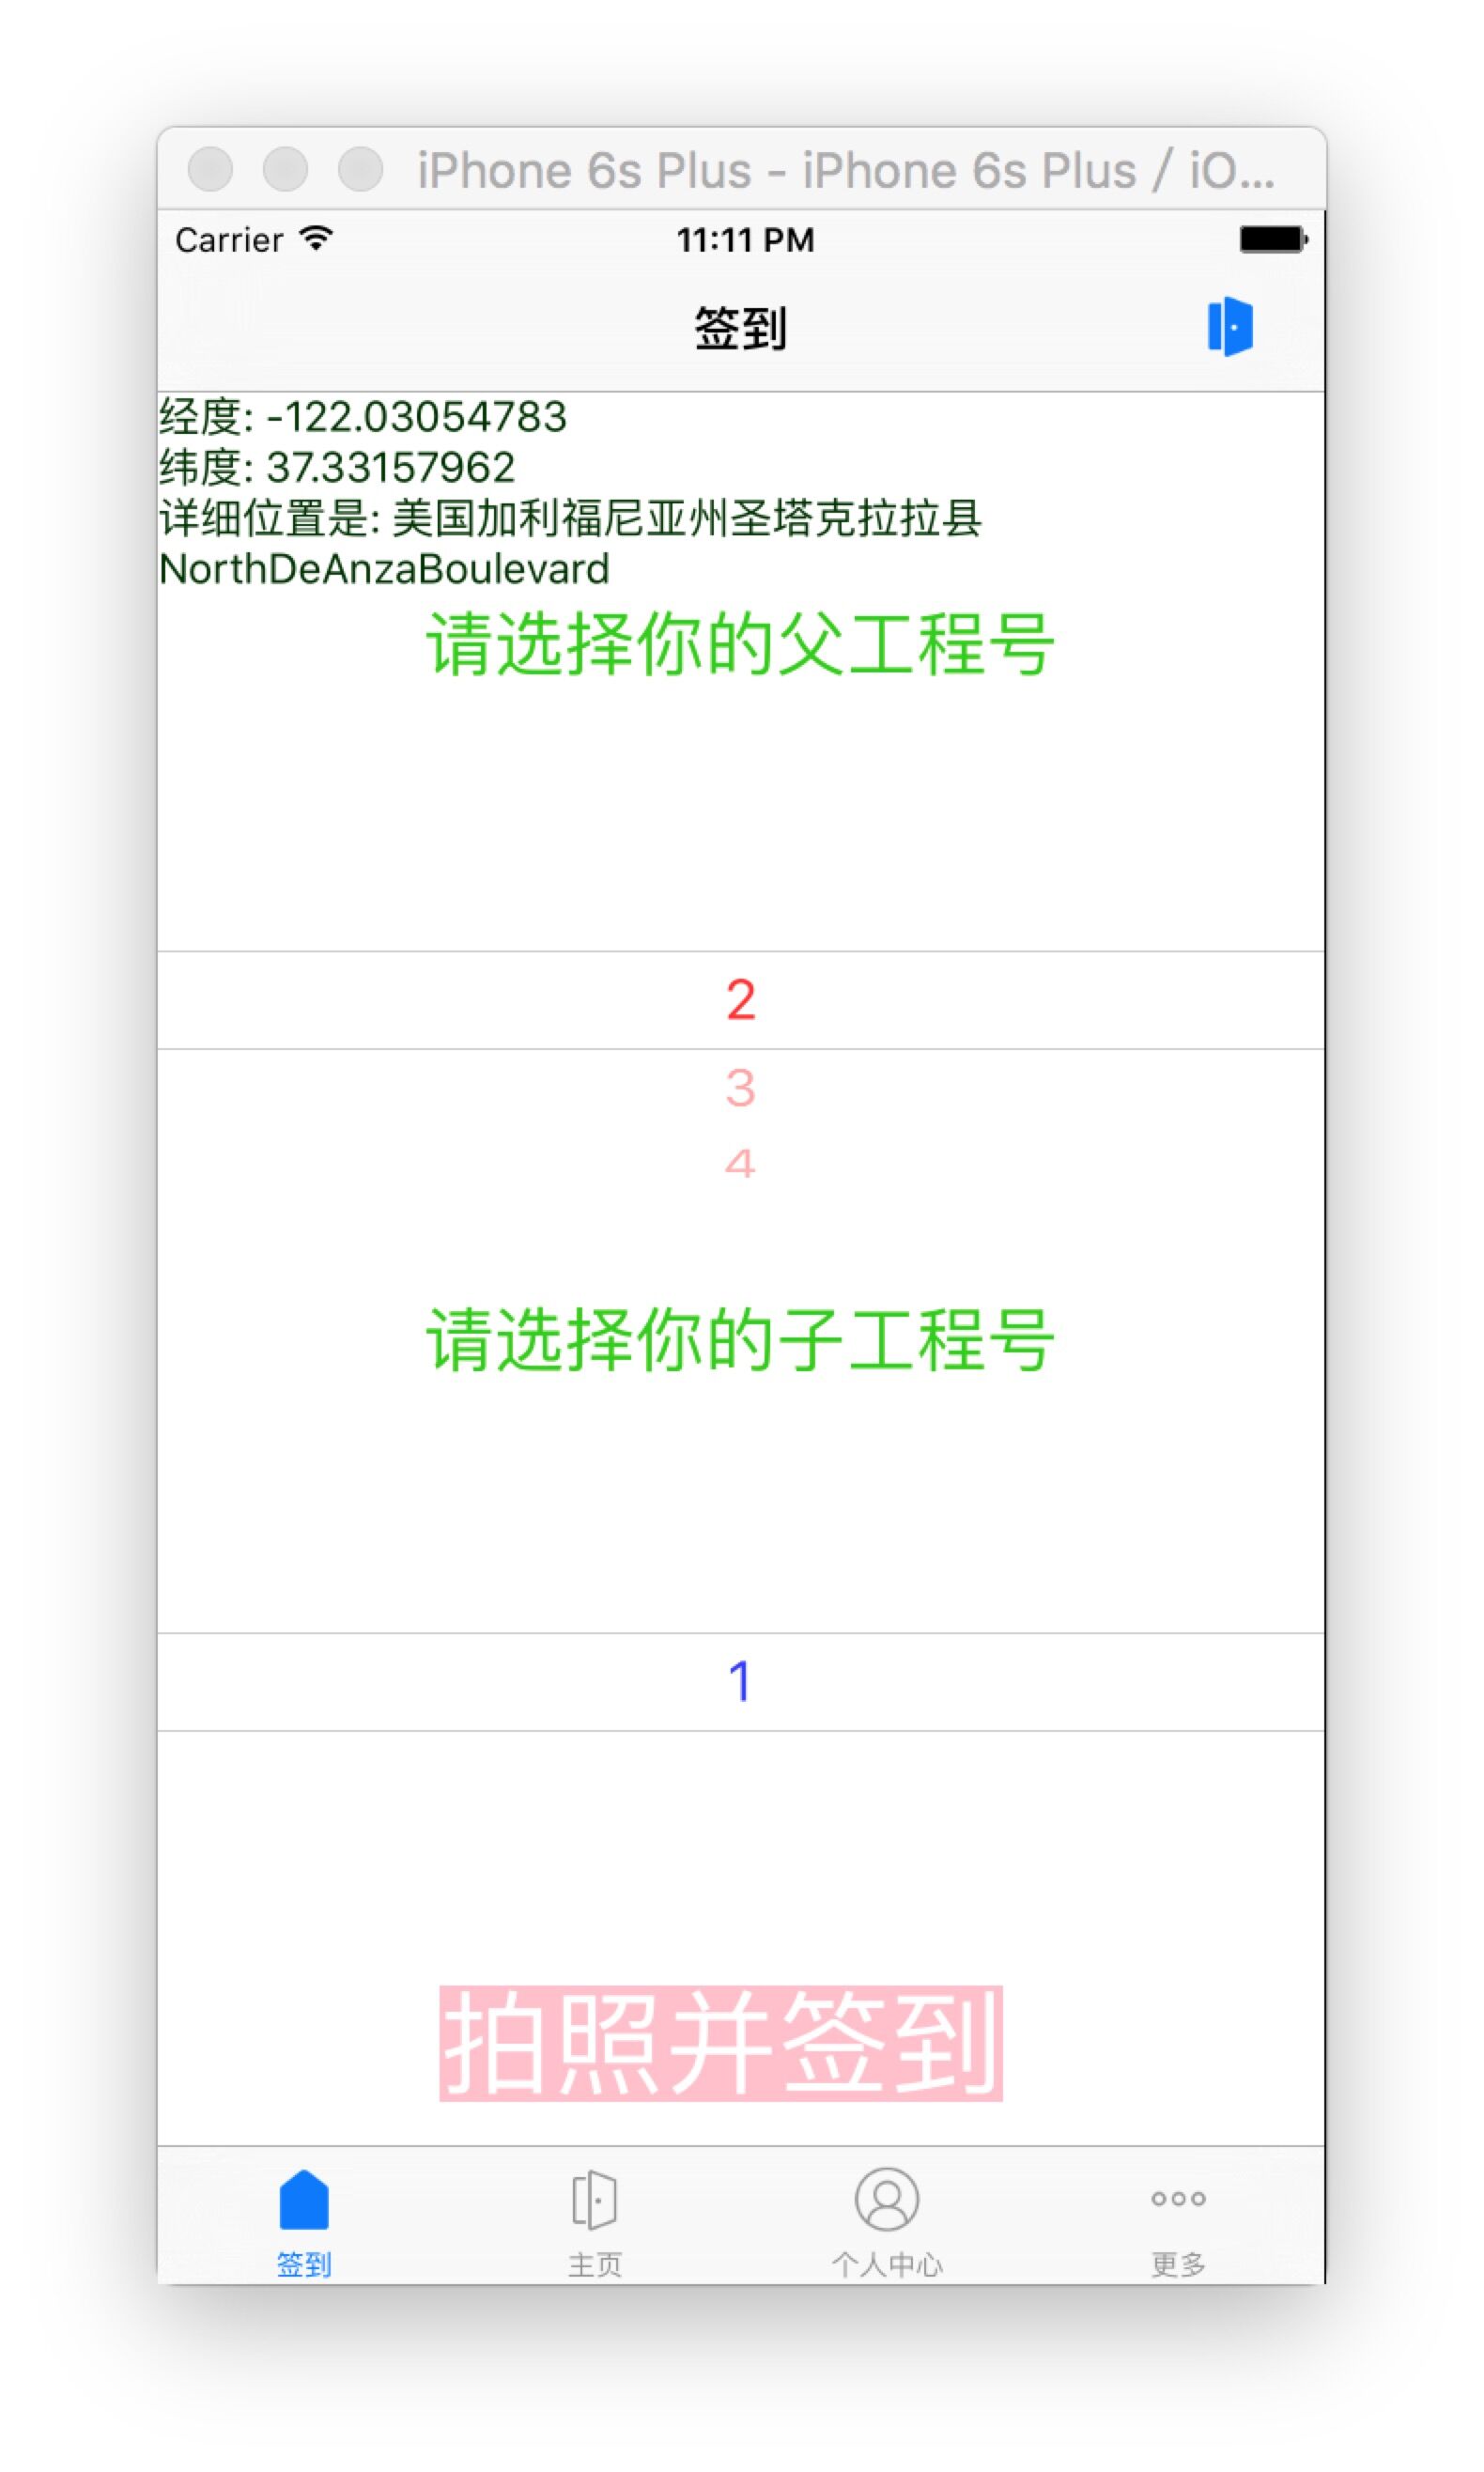 iPhone 6s Plus - iPhone 6s Plus / iO...
Carrier 11:11 PM
签到
经度: -122.03054783
纬度: 37.33157962
详细位置是: 美国加利福尼亚州圣塔克拉拉县
NorthDeAnzaBoulevard
请选择你的父工程号
2
3
4
请选择你的子工程号
1
拍照并签到
签到 主页 个人中心 更多